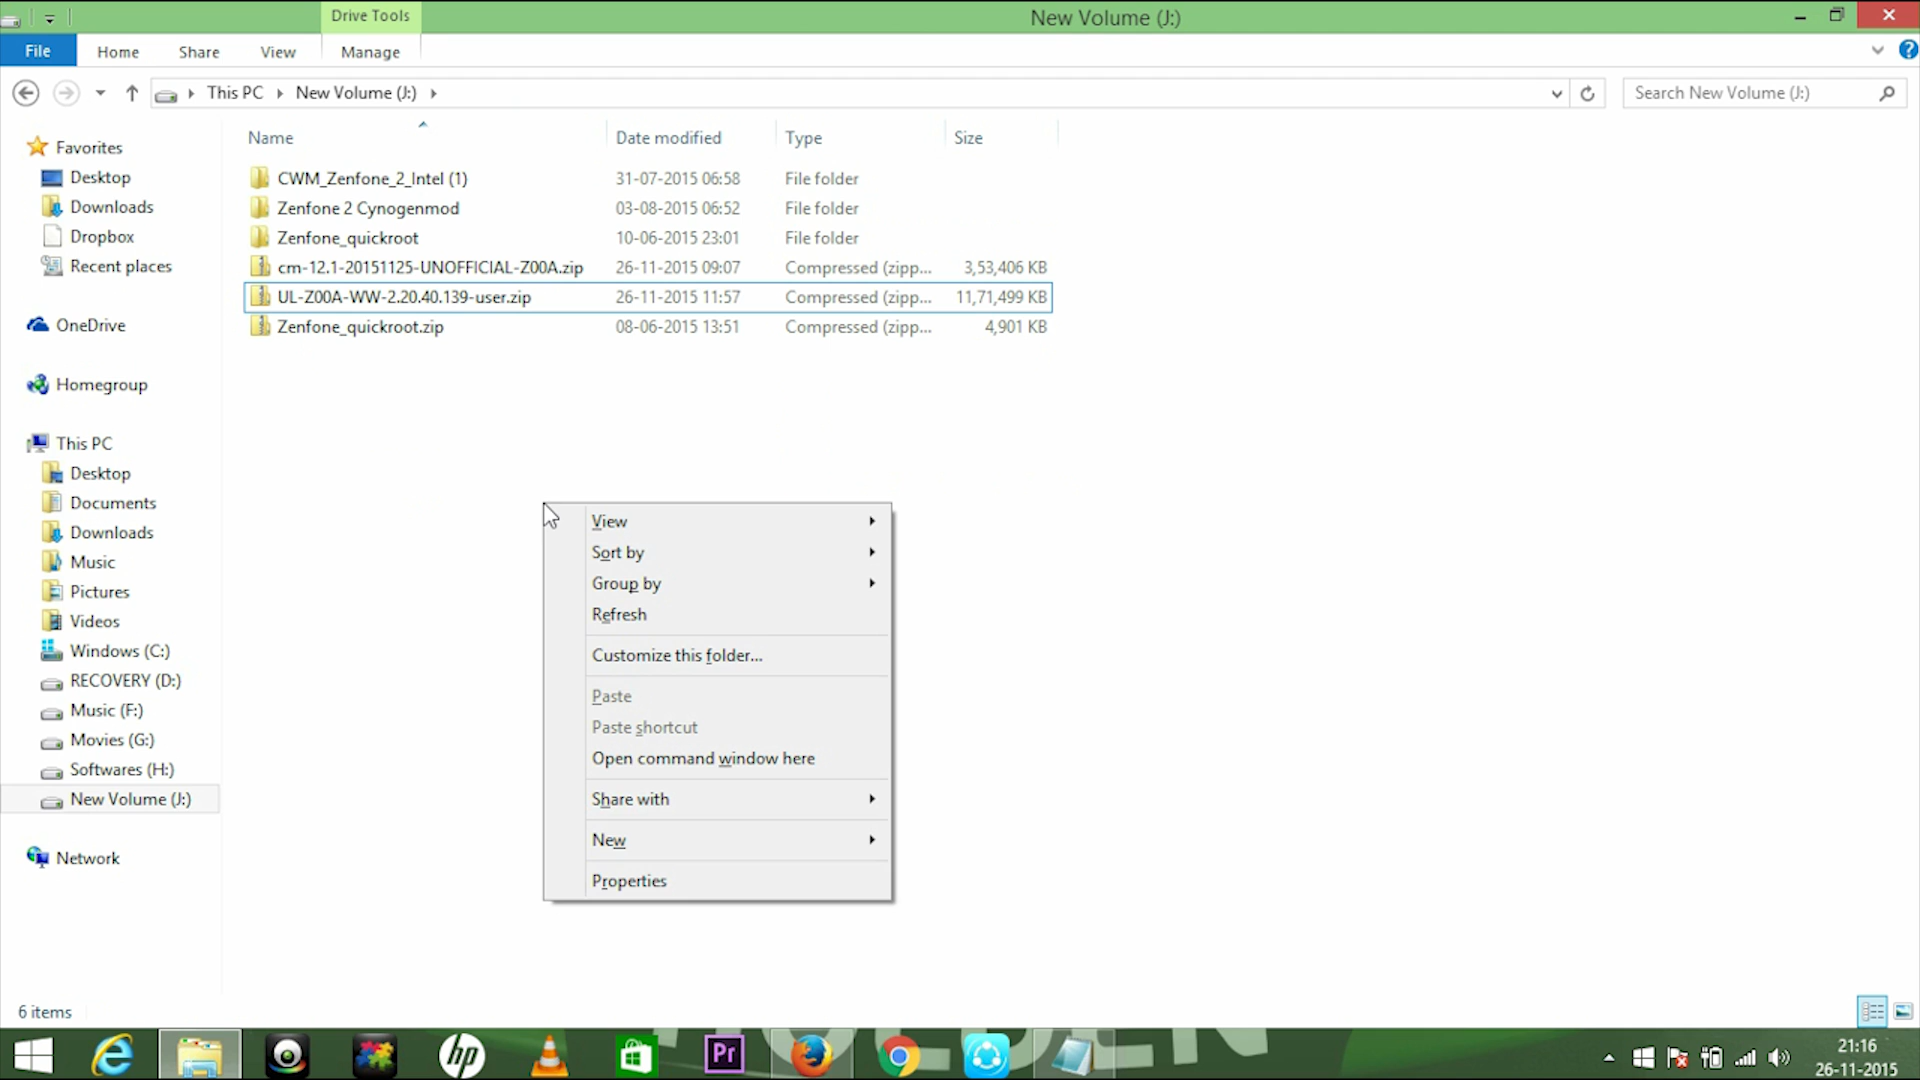 Drive Tools
New Volume (J:)
File
Home
Share
View
Manage
This PC
New Volume (J:)
Search New Volume (J:)
Name
Date modified
Type
Size
CWM_Zenfone_2_Intel (1)
31-07-2015 06:58
File folder
Zenfone 2 Cynogenmod
03-08-2015 06:52
File folder
Zenfone_quickroot
10-06-2015 23:01
File folder
cm-12.1-20151125-UNOFFICIAL-Z00A.zip
26-11-2015 09:07
Compressed (zipp...
3,53,406 KB
UL-Z00A-WW-2.20.40.139-user.zip
26-11-2015 11:57
Compressed (zipp...
11,71,499 KB
Zenfone_quickroot.zip
08-06-2015 13:51
Compressed (zipp...
4,901 KB
Favorites
Desktop
Downloads
Dropbox
Recent places
OneDrive
Homegroup
This PC
Desktop
Documents
Downloads
Music
Pictures
Videos
Windows (C:)
RECOVERY (D:)
Music (F:)
Movies (G:)
Softwares (H:)
New Volume (J:)
Network
View
Sort by
Group by
Refresh
Customize this folder...
Paste
Paste shortcut
Open command window here
Share with
New
Properties
6 items
hp
Pr
21:16
26-11-2015